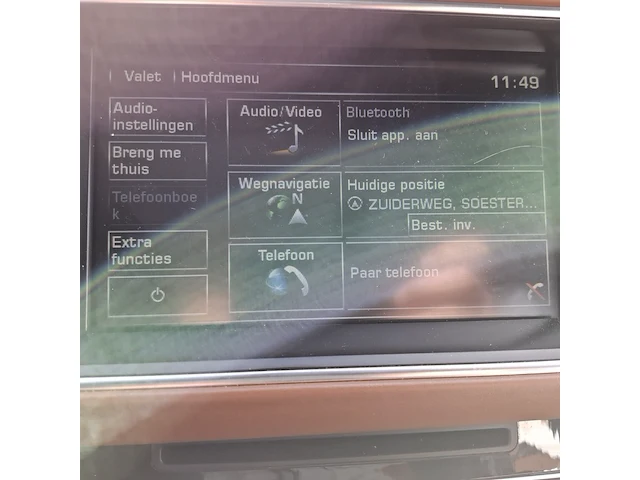 Valet | Hoofdmenu
11:49
Audio-
instellingen
Breng me
thuis
Telefoonboe
k
Extra
functies
Audio/Video
Wegnavigatie
N
Telefoon
Bluetooth
Sluit app. aan
Huidige positie
ZUIDERWEG, SOESTER...
Best. inv.
Paar telefoon